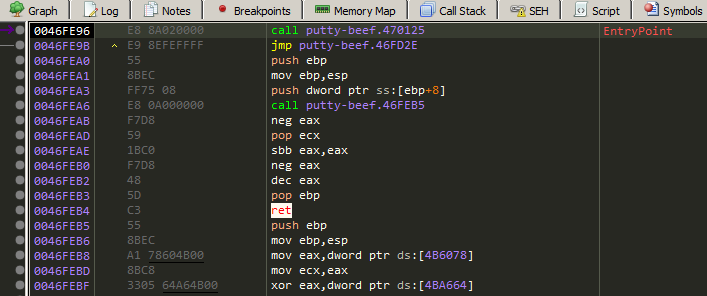 Graph Log Notes Breakpoints Memory Map Call Stack SEH Script Symbols
0046FE96 E8 8A020000 call putty-beef.470125 EntryPoint
0046FE9B ^ E9 8EFEFFFF jmp putty-beef.46FD2E
0046FEA0 55 push ebp
0046FEA1 8BEC mov ebp,esp
0046FEA3 FF75 08 push dword ptr ss:[ebp+8]
0046FEA6 E8 0A000000 call putty-beef.46FEB5
0046FEAB F7D8 neg eax
0046FEAD 59 pop ecx
0046FEAE 1BC0 sbb eax,eax
0046FEB0 F7D8 neg eax
0046FEB2 48 dec eax
0046FEB3 5D pop ebp
0046FEB4 C3 ret
0046FEB5 55 push ebp
0046FEB6 8BEC mov ebp,esp
0046FEB8 A1 78604B00 mov eax,dword ptr ds:[4B6078]
0046FEBD 8BC8 mov ecx,eax
0046FEBF 3305 64A64B00 xor eax,dword ptr ds:[4BA664]